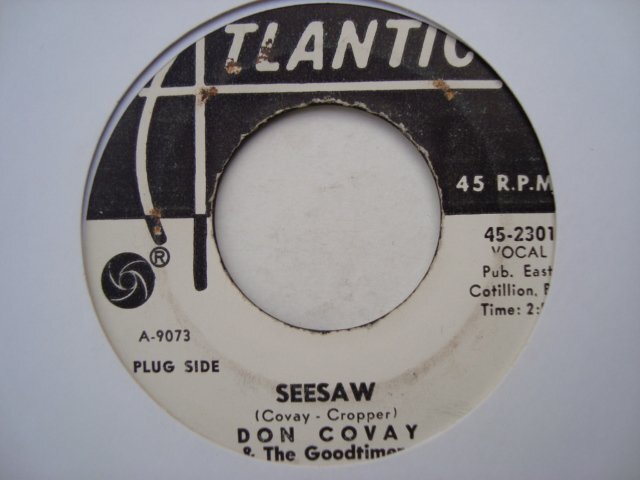 ATLANTIC
45 R.P.M
45-2301
VOCAL
Pub. East
Cotillion,
Time: 2:
®
A-9073
PLUG SIDE
SEESAW
(Covay - Cropper)
DON COVAY
& The Goodtimer